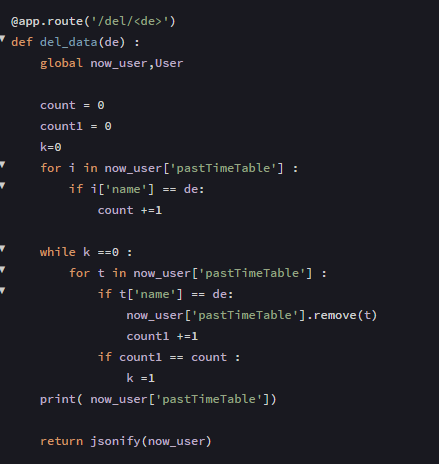 @app.route('/del/<de>')
def del_data(de) :
    global now_user,User

    count = 0
    count1 = 0
    k=0
    for i in now_user['pastTimeTable'] :
        if i['name'] == de:
            count +=1

    while k ==0 :
        for t in now_user['pastTimeTable'] :
            if t['name'] == de:
                now_user['pastTimeTable'].remove(t)
                count1 +=1
            if count1 == count :
                k =1
    print( now_user['pastTimeTable'])

    return jsonify(now_user)